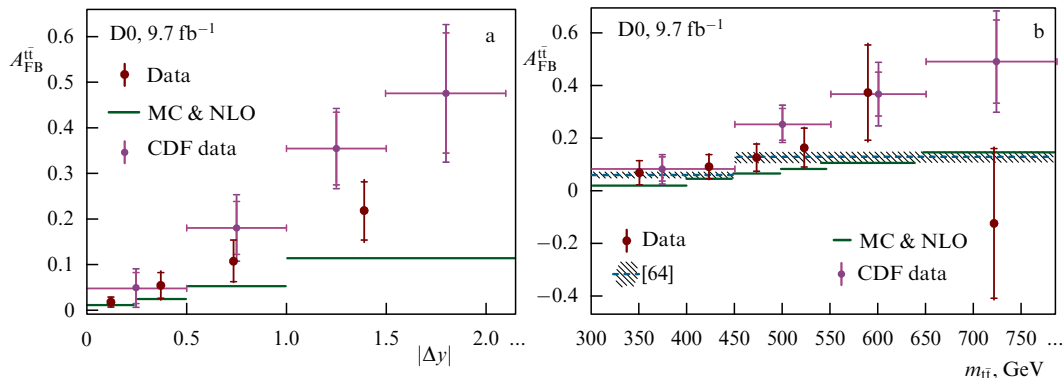 D0, 9.7 fb⁻¹
a
A_FB^tt̄
0.6
0.5
0.4
0.3
0.2
0.1
0
Data
MC & NLO
CDF data
0 0.5 1.0 1.5 2.0 ...
|Δy|
D0, 9.7 fb⁻¹
b
A_FB^tt̄
0.6
0.4
0.2
0
−0.2
−0.4
Data
MC & NLO
[64]
CDF data
300 350 400 450 500 550 600 650 700 750 ...
m_tt̄, GeV